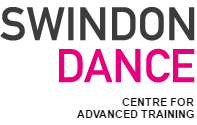 SWINDON
DANCE
CENTRE FOR
ADVANCED TRAINING